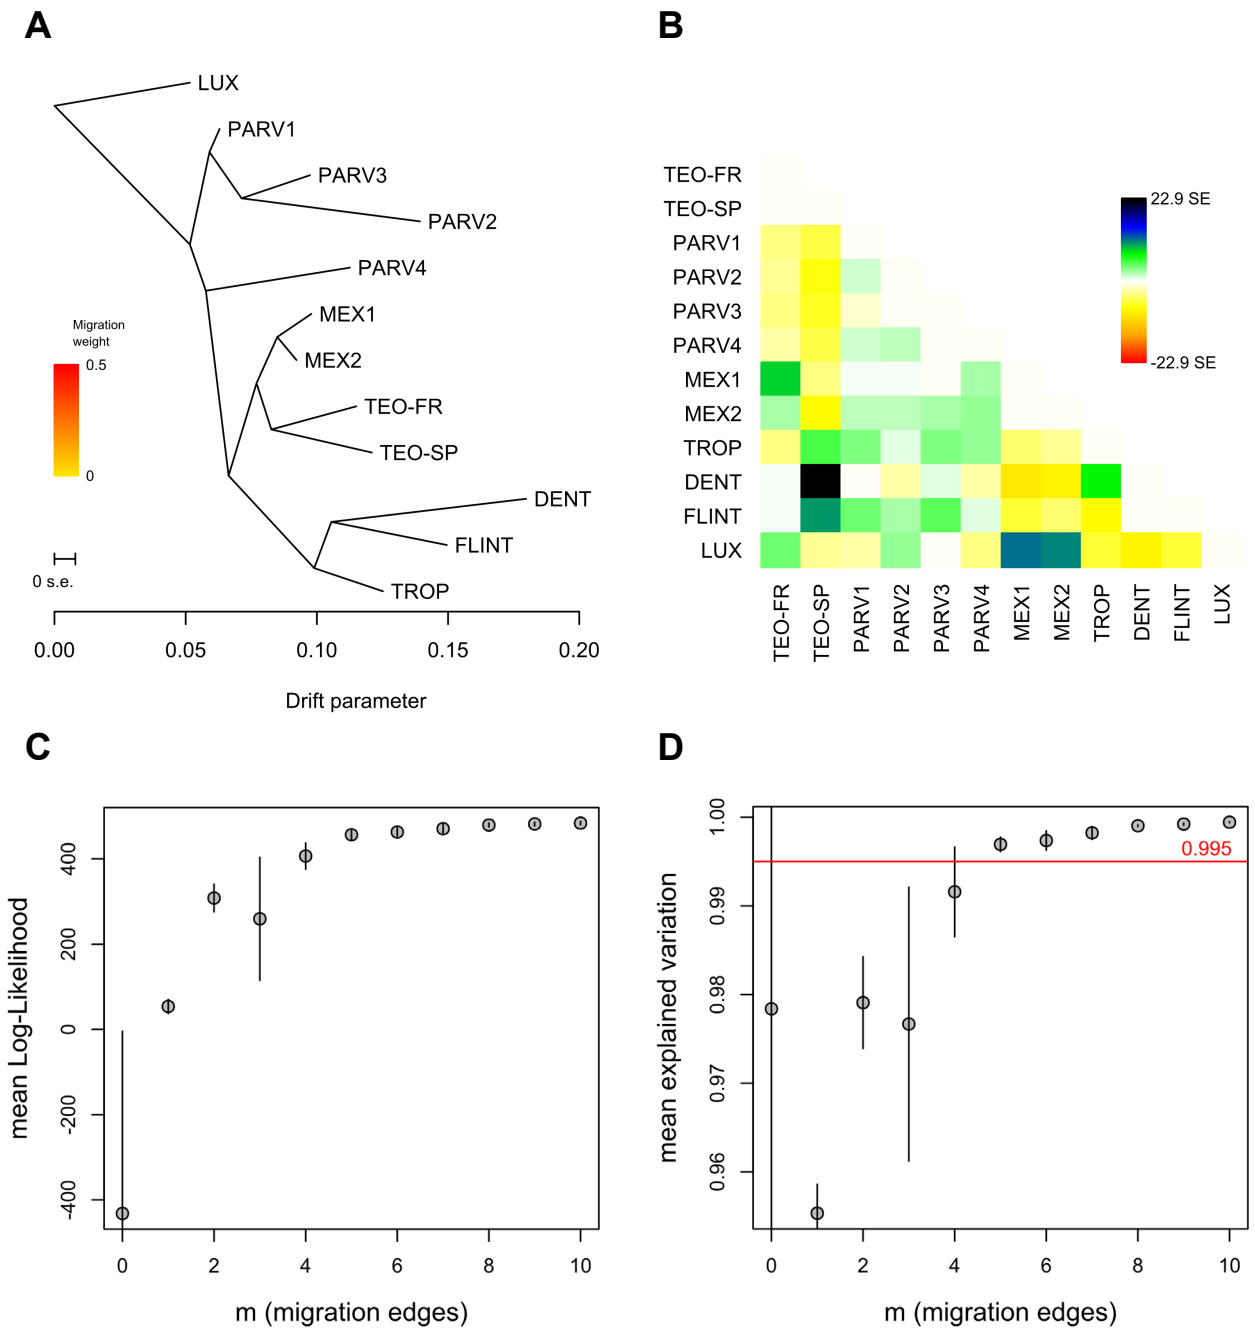 A
LUX
PARV1
PARV3
PARV2
PARV4
MEX1
MEX2
TEO-FR
TEO-SP
DENT
FLINT
TROP
Migration
weight
0.5
0
0 s.e.
0.00 0.05 0.10 0.15 0.20
Drift parameter
B
TEO-FR
TEO-SP
PARV1
PARV2
PARV3
PARV4
MEX1
MEX2
TROP
DENT
FLINT
LUX
22.9 SE
-22.9 SE
TEO-FR
TEO-SP
PARV1
PARV2
PARV3
PARV4
MEX1
MEX2
TROP
DENT
FLINT
LUX
C
mean Log-Likelihood
400
200
0
-200
-400
0 2 4 6 8 10
m (migration edges)
D
mean explained variation
1.00
0.99
0.98
0.97
0.96
0.995
0 2 4 6 8 10
m (migration edges)